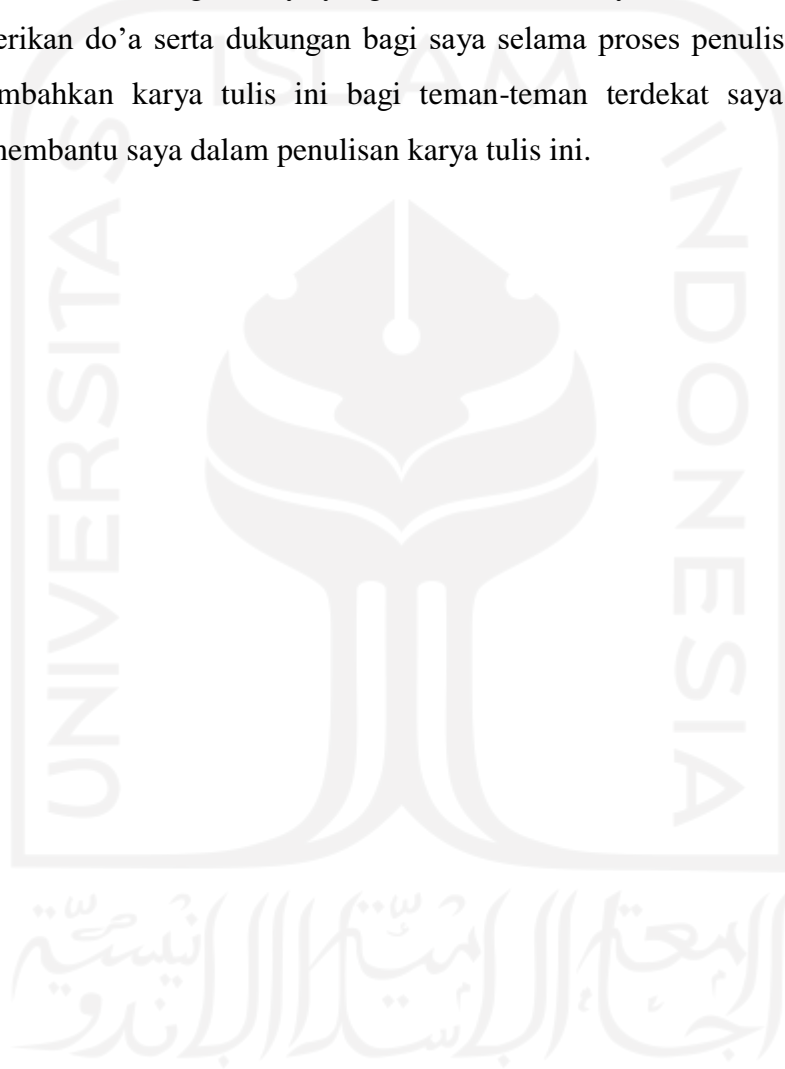 erikan do’a serta dukungan bagi saya selama proses penulis
mbahkan karya tulis ini bagi teman-teman terdekat saya
nembantu saya dalam penulisan karya tulis ini.
ISLAM
UNIVERSITAS
INDONESIA